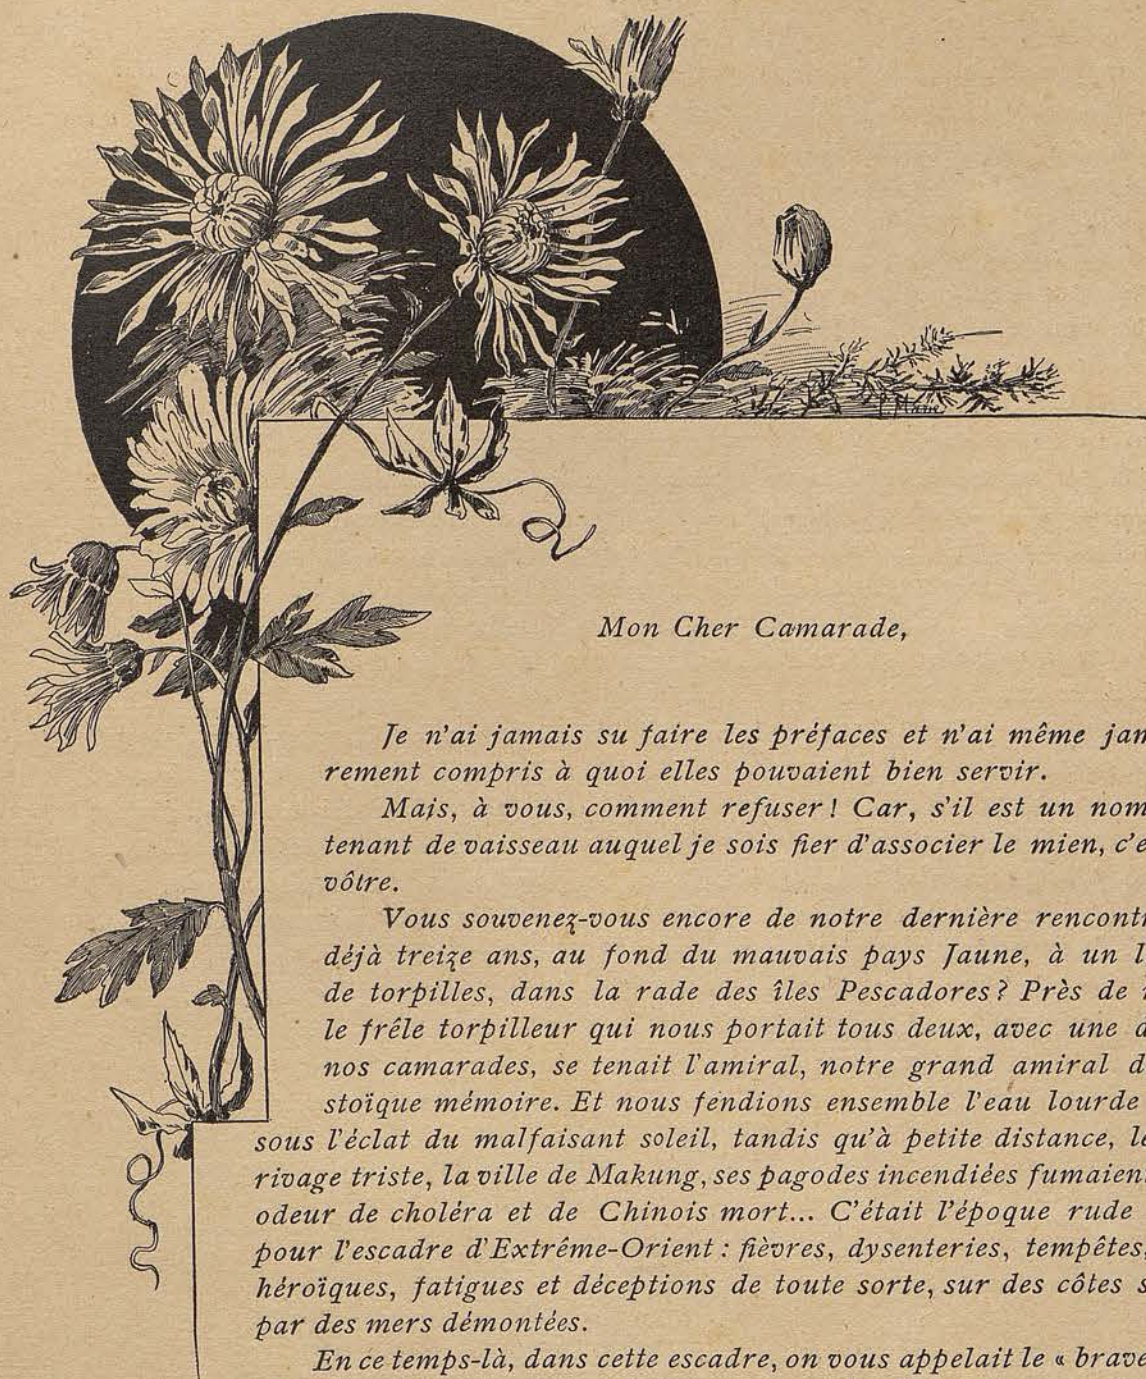 Mon Cher Camarade,
Je n'ai jamais su faire les préfaces et n'ai même
rement compris à quoi elles pouvaient bien servir.
Mais, à vous, comment refuser! Car, s'il est un nom
tenant de vaisseau auquel je sois fier d'associer le mien,
vôtre.
Vous souvenez-vous encore de notre dernière
déjà treize ans, au fond du mauvais pays Jaune, à un
de torpilles, dans la rade des îles Pescadores? Près de
le frêle torpilleur qui nous portait tous deux, avec une
nos camarades, se tenait l'amiral, notre grand amiral
stoïque mémoire. Et nous fendions ensemble l'eau lourde
sous l'éclat du malfaisant soleil, tandis qu'à petite distance,
rivage triste, la ville de Makung, ses pagodes incendiées
odeur de choléra et de Chinois mort... C'était l'époque rude
pour l'escadre d'Extrême-Orient : fièvres, dysenteries, tempêtes,
héroïques, fatigues et déceptions de toute sorte, sur des côtes
par des mers démontées.
En ce temps-là, dans cette escadre, on vous appelait le « brave